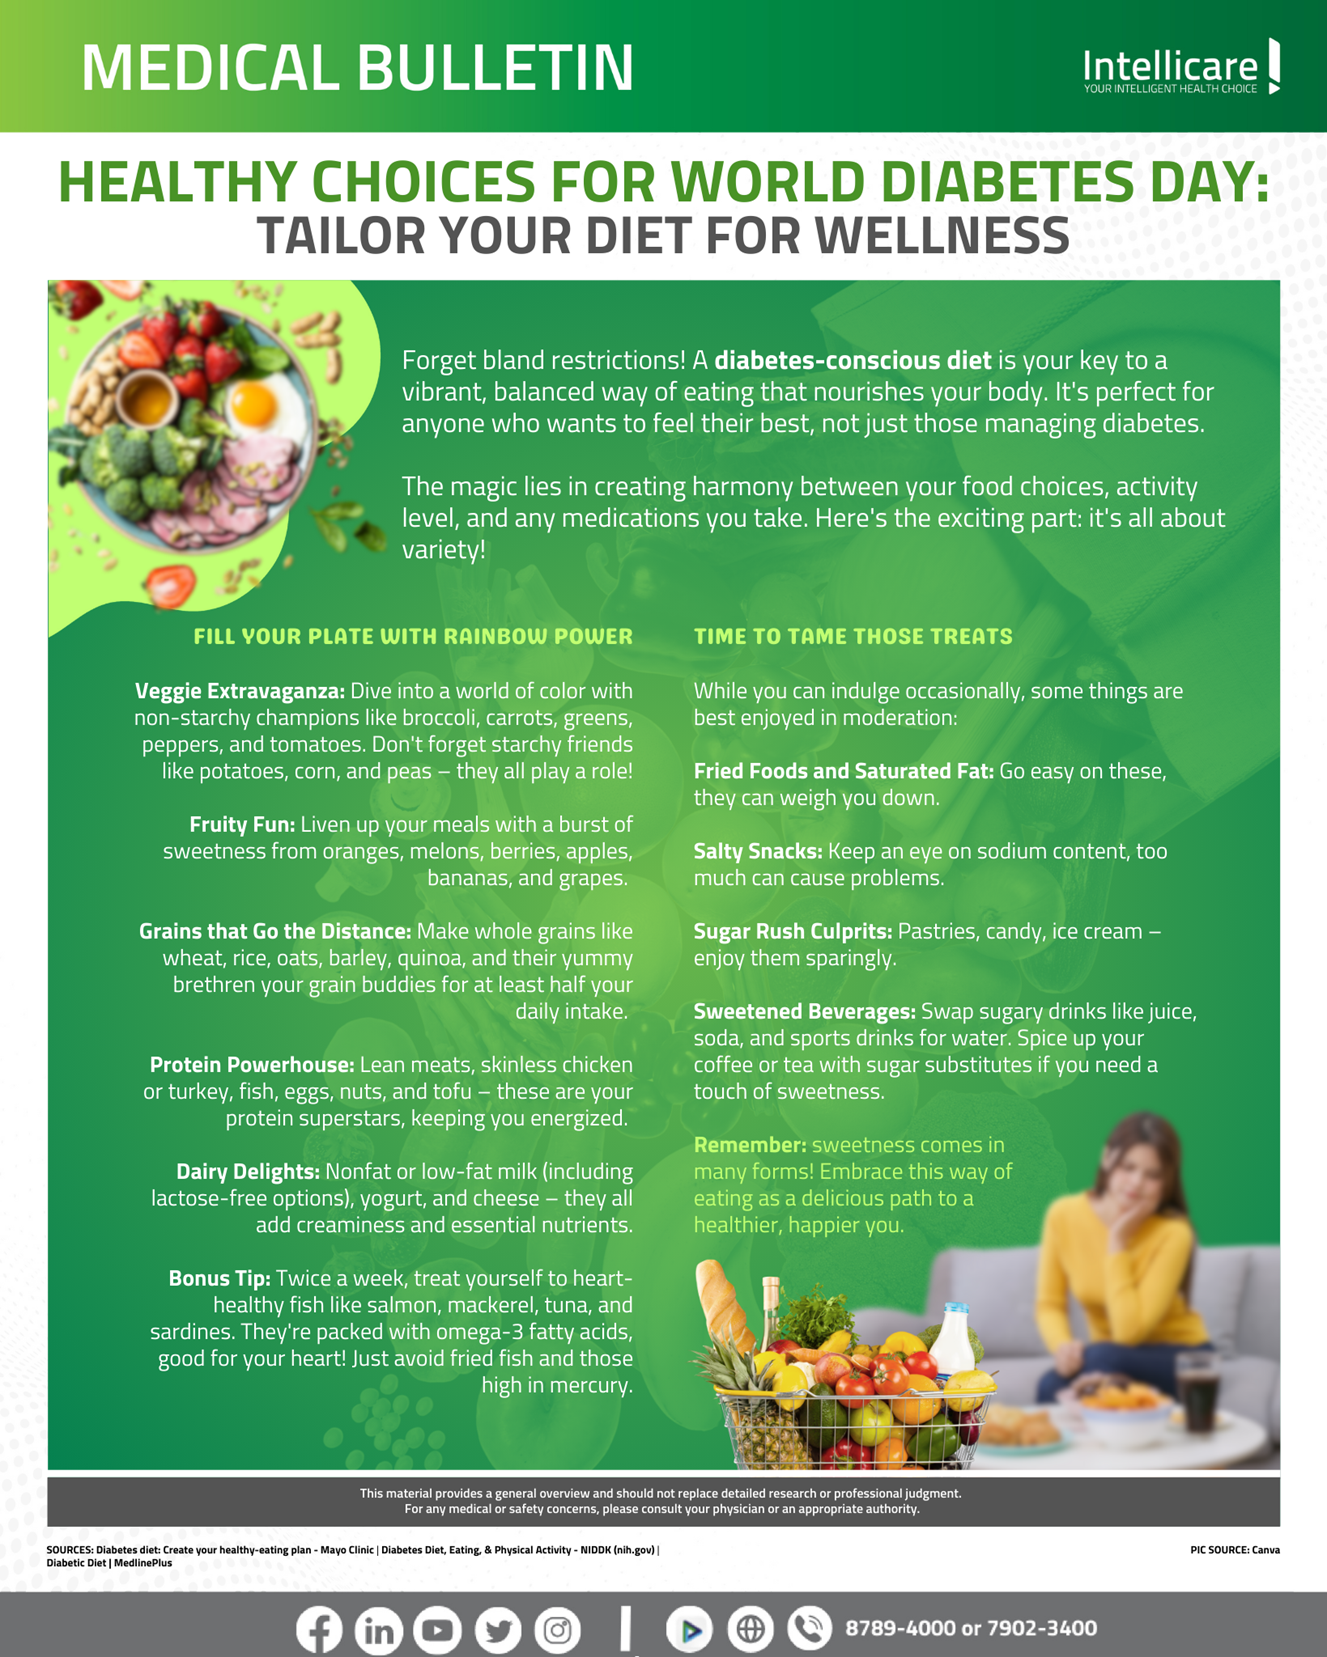 MEDICAL BULLETIN
Intellicare
YOUR INTELLIGENT HEALTH CHOICE
HEALTHY CHOICES FOR WORLD DIABETES DAY:
TAILOR YOUR DIET FOR WELLNESS
Forget bland restrictions! A diabetes-conscious diet is your key to a
vibrant, balanced way of eating that nourishes your body. It's perfect for
anyone who wants to feel their best, not just those managing diabetes.
The magic lies in creating harmony between your food choices, activity
level, and any medications you take. Here's the exciting part: it's all about
variety!
FILL YOUR PLATE WITH RAINBOW POWER
Veggie Extravaganza: Dive into a world of color with
non-starchy champions like broccoli, carrots, greens,
peppers, and tomatoes. Don't forget starchy friends
like potatoes, corn, and peas – they all play a role!
Fruity Fun: Liven up your meals with a burst of
sweetness from oranges, melons, berries, apples,
bananas, and grapes.
Grains that Go the Distance: Make whole grains like
wheat, rice, oats, barley, quinoa, and their yummy
brethren your grain buddies for at least half your
daily intake.
Protein Powerhouse: Lean meats, skinless chicken
or turkey, fish, eggs, nuts, and tofu – these are your
protein superstars, keeping you energized.
Dairy Delights: Nonfat or low-fat milk (including
lactose-free options), yogurt, and cheese – they all
add creaminess and essential nutrients.
Bonus Tip: Twice a week, treat yourself to heart-
healthy fish like salmon, mackerel, tuna, and
sardines. They're packed with omega-3 fatty acids,
good for your heart! Just avoid fried fish and those
high in mercury.
TIME TO TAME THOSE TREATS
While you can indulge occasionally, some things are
best enjoyed in moderation:
Fried Foods and Saturated Fat: Go easy on these,
they can weigh you down.
Salty Snacks: Keep an eye on sodium content, too
much can cause problems.
Sugar Rush Culprits: Pastries, candy, ice cream –
enjoy them sparingly.
Sweetened Beverages: Swap sugary drinks like juice,
soda, and sports drinks for water. Spice up your
coffee or tea with sugar substitutes if you need a
touch of sweetness.
Remember: sweetness comes in
many forms! Embrace this way of
eating as a delicious path to a
healthier, happier you.
This material provides a general overview and should not replace detailed research or professional judgment.
For any medical or safety concerns, please consult your physician or an appropriate authority.
SOURCES: Diabetes diet: Create your healthy-eating plan - Mayo Clinic | Diabetes Diet, Eating, & Physical Activity - NIDDK (nih.gov) |
Diabetic Diet | MedlinePlus
PIC SOURCE: Canva
8789-4000 or 7902-3400